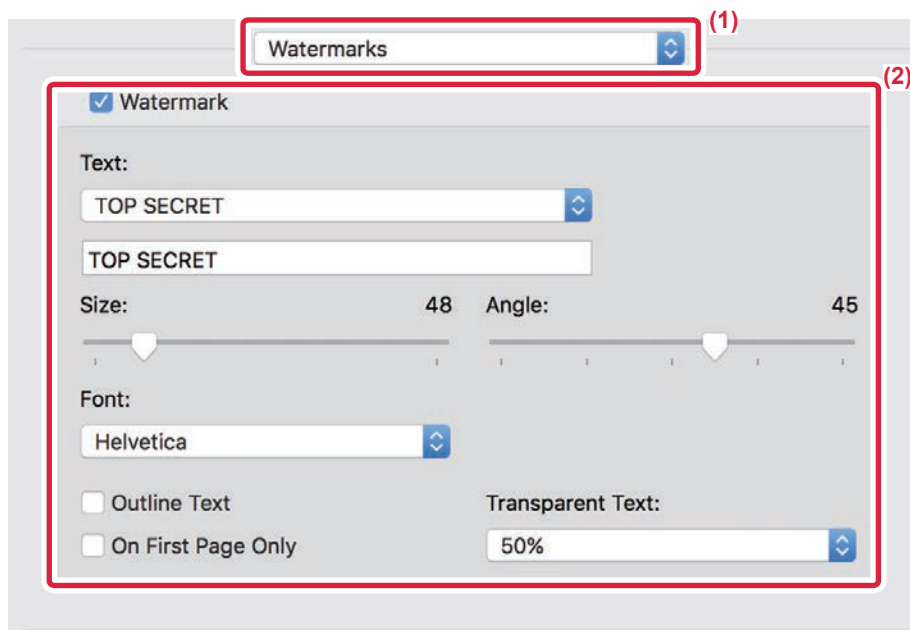 Watermarks
(1)
(2)
Watermark
Text:
TOP SECRET
TOP SECRET
Size: 48 Angle: 45
Font:
Helvetica
Outline Text Transparent Text:
On First Page Only 50%